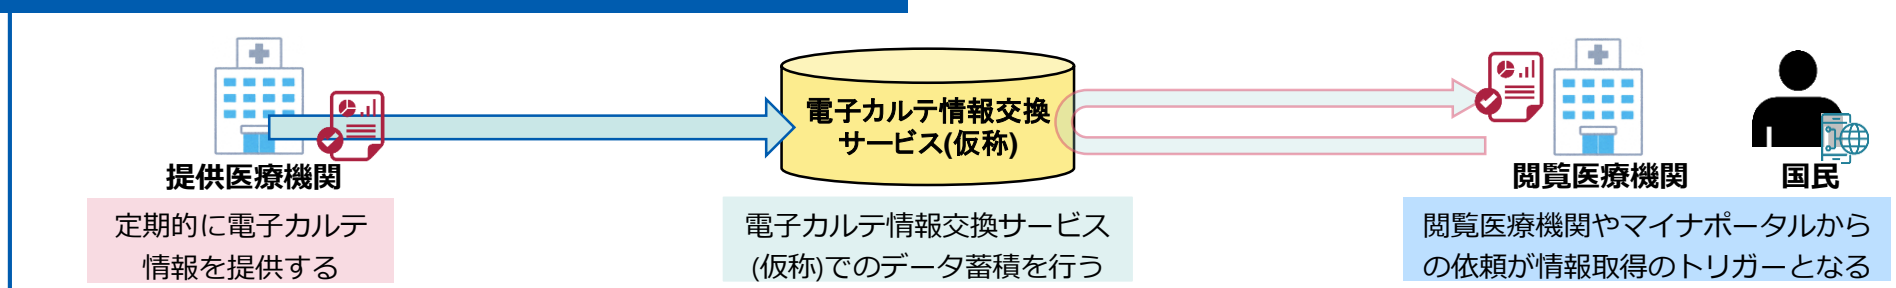 電子カルテ情報交換
サービス(仮称)
提供医療機関
閲覧医療機関
国民
定期的に電子カルテ
情報を提供する
電子カルテ情報交換サービス
(仮称)でのデータ蓄積を行う
閲覧医療機関やマイナポータルから
の依頼が情報取得のトリガーとなる